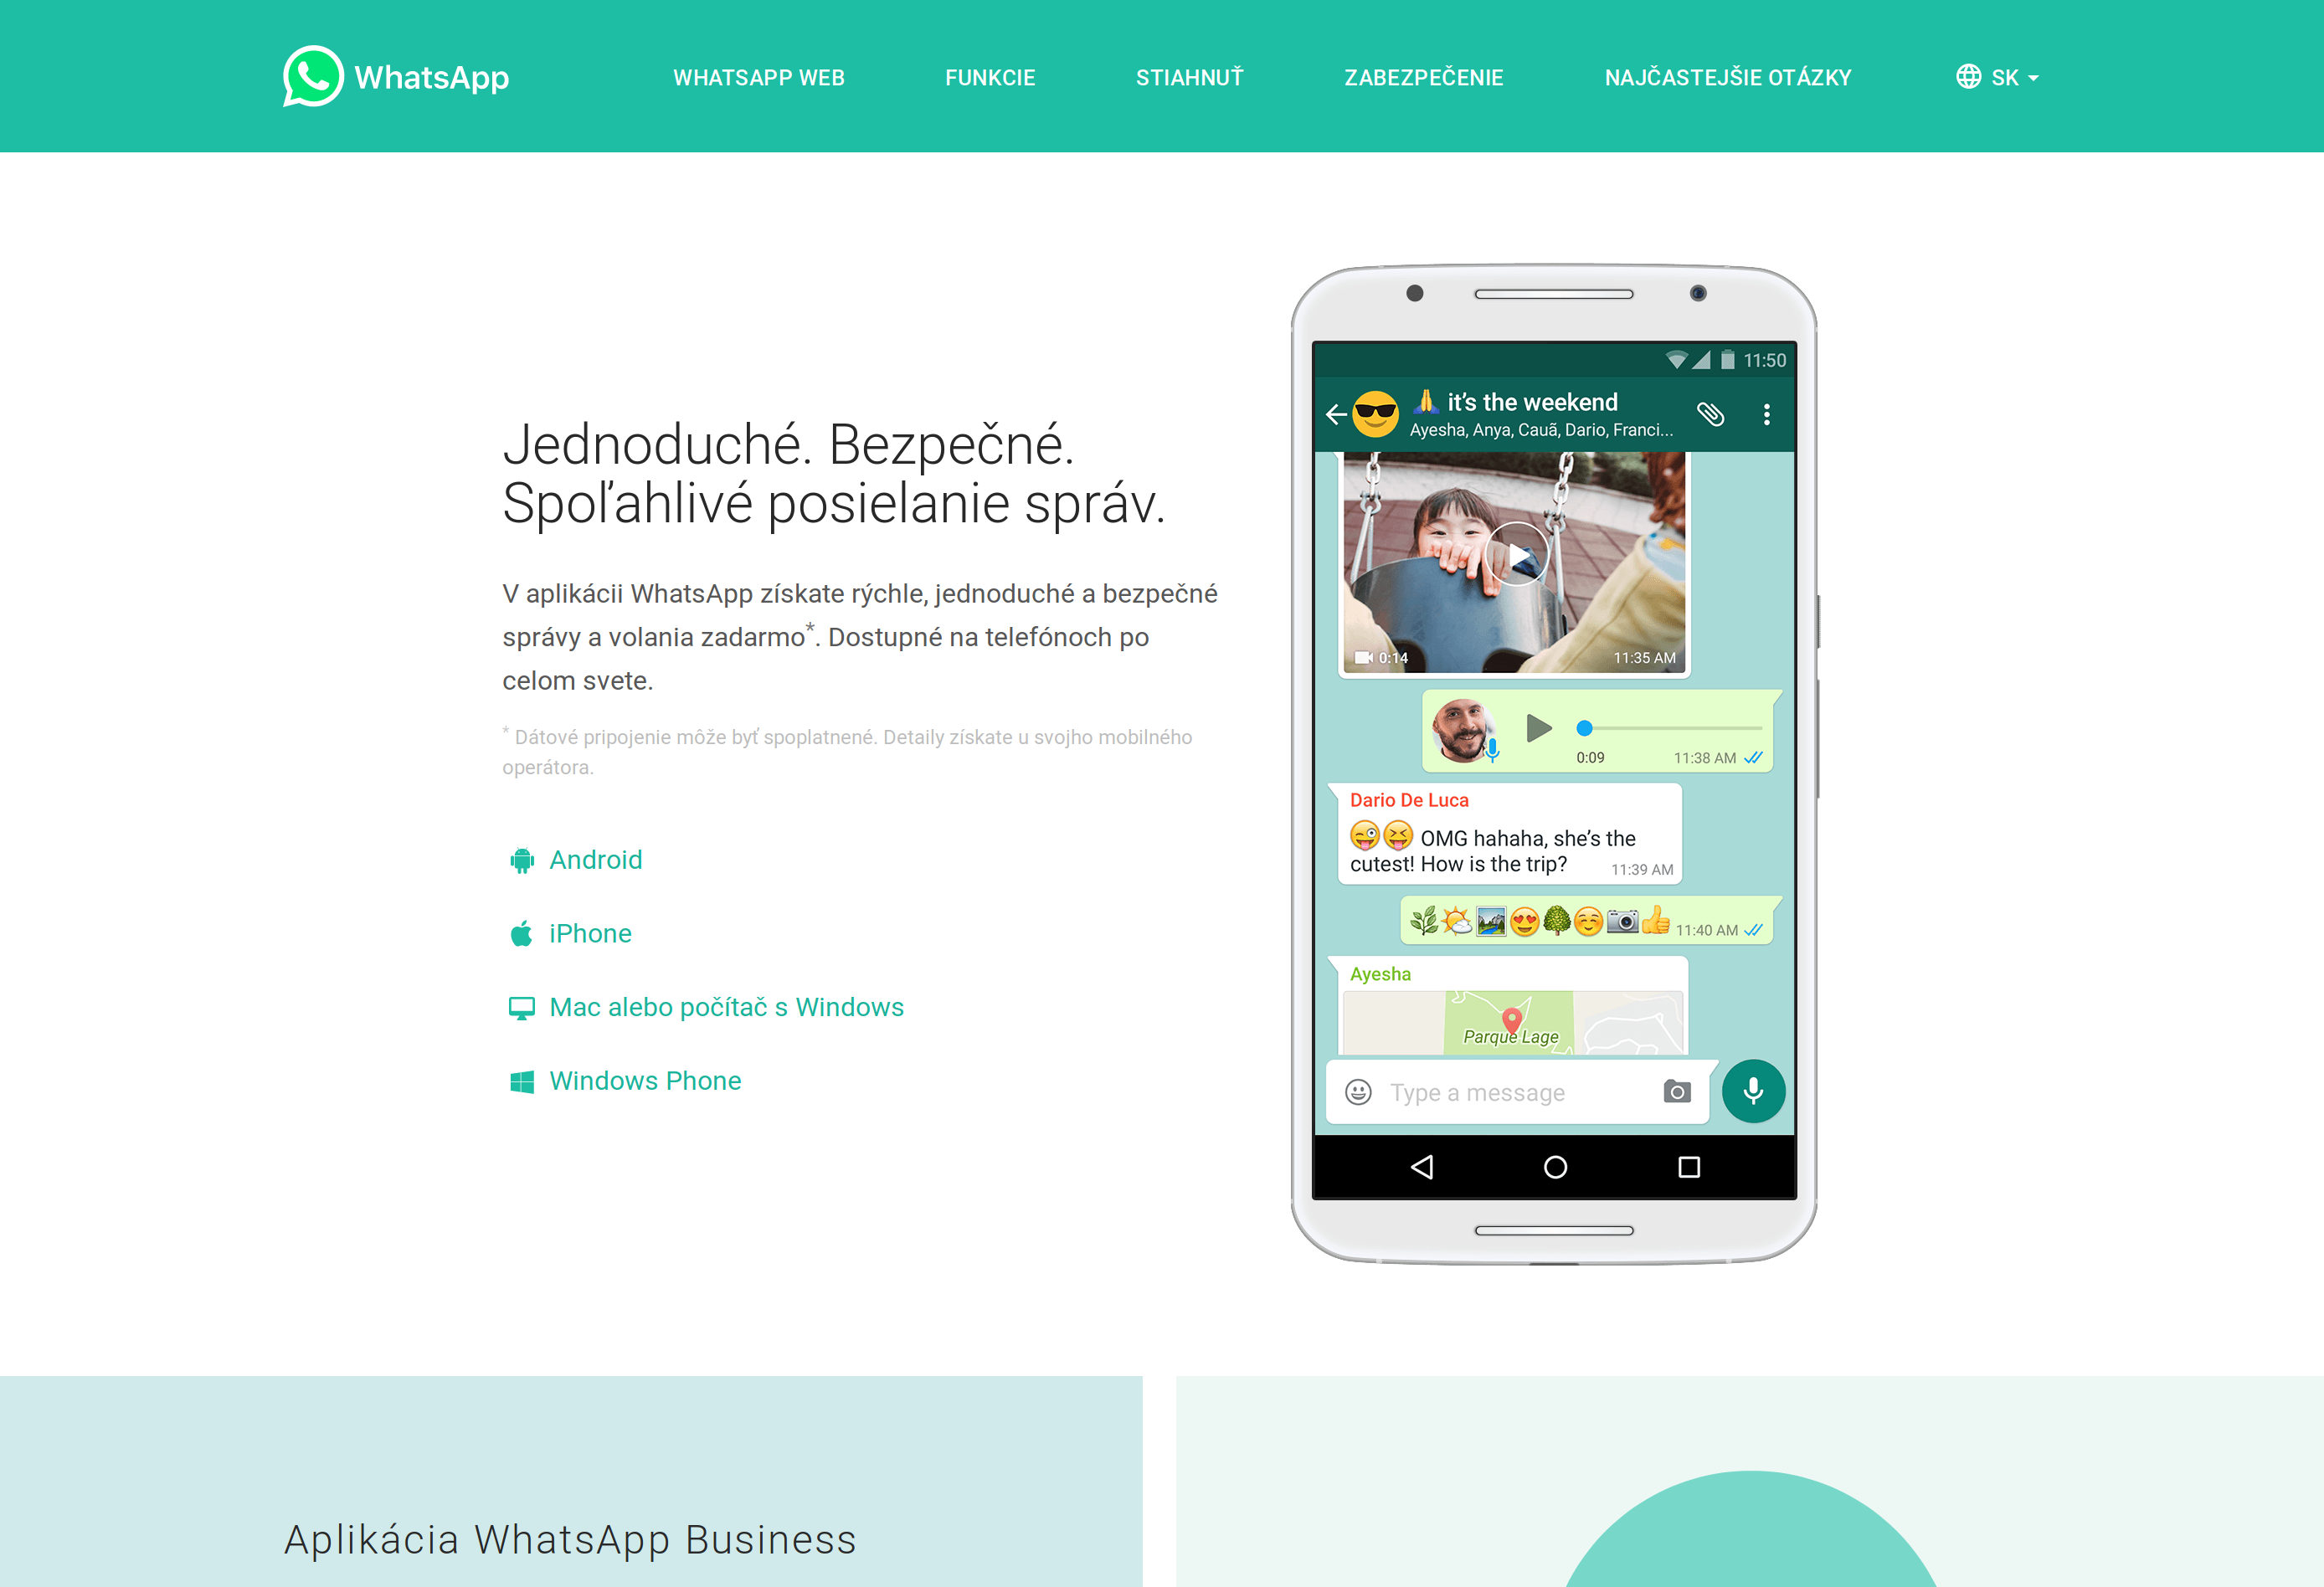 WhatsApp
WHATSAPP WEB
FUNKCIE
STIAHNUŤ
ZABEZPEČENIE
NAJČASTEJŠIE OTÁZKY
SK
Jednoduché. Bezpečné.
Spoľahlivé posielanie správ.
V aplikácii WhatsApp získate rýchle, jednoduché a bezpečné
správy a volania zadarmo*. Dostupné na telefónoch po
celom svete.
* Dátové pripojenie môže byť spoplatnené. Detaily získate u svojho mobilného
operátora.
Android
iPhone
Mac alebo počítač s Windows
Windows Phone
11:50
🙏 it’s the weekend
Ayesha, Anya, Cauã, Dario, Franci...
0:14
11:35 AM
0:09
11:38 AM
Dario De Luca
😜😝 OMG hahaha, she’s the
cutest! How is the trip?
11:39 AM
🌿🌤🏞😍🌳☺📷👍 11:40 AM
Ayesha
Parque Lage
Type a message
Aplikácia WhatsApp Business